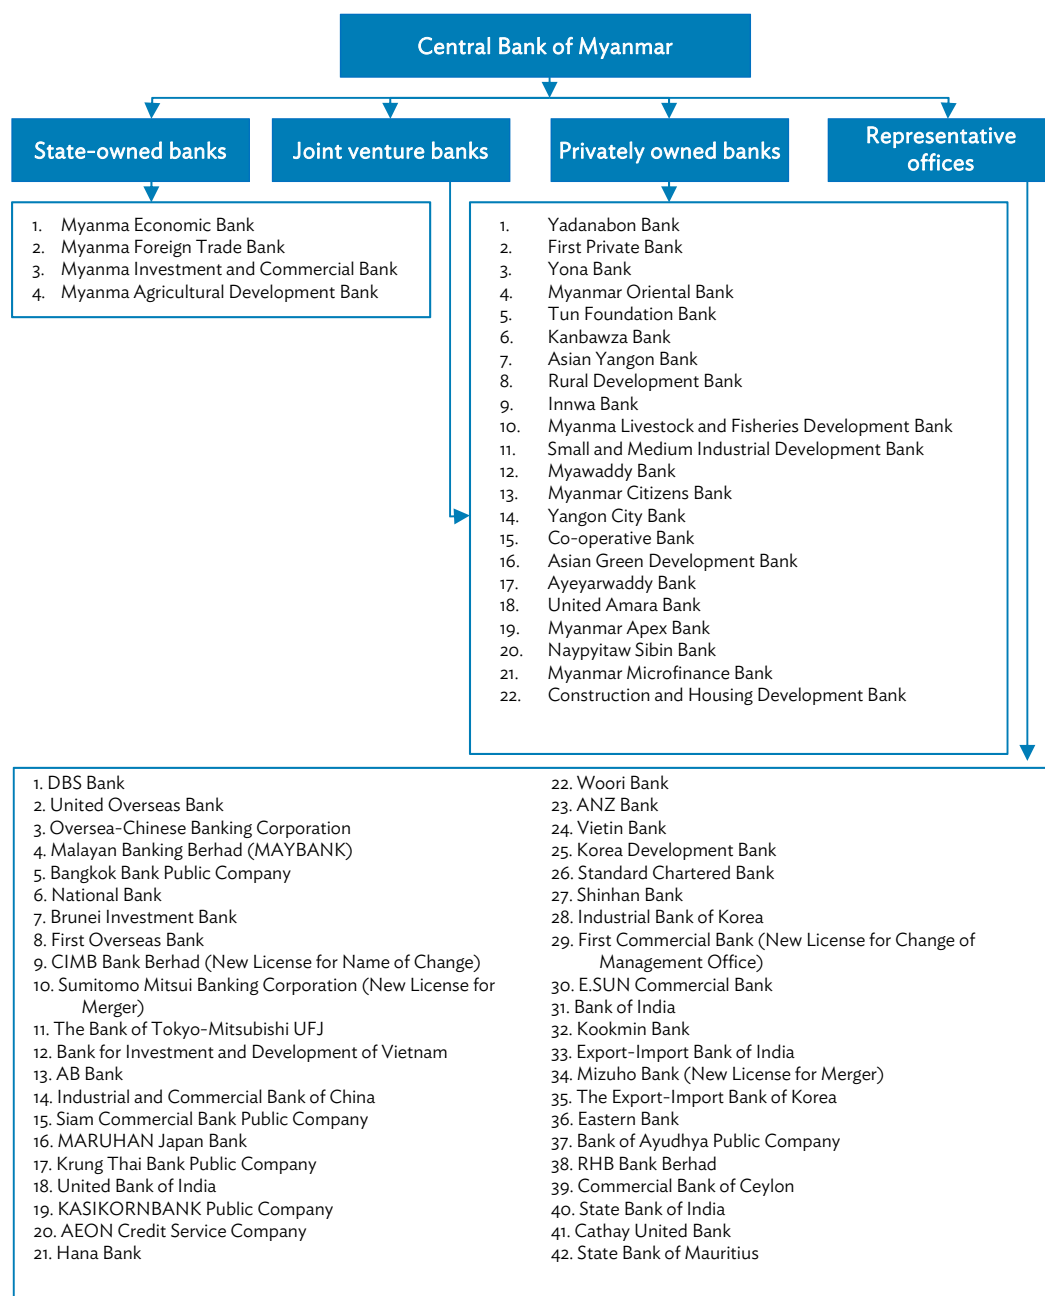 Central Bank of Myanmar
State-owned banks
Joint venture banks
Privately owned banks
Representative
offices
1. Myanma Economic Bank
2. Myanma Foreign Trade Bank
3. Myanma Investment and Commercial Bank
4. Myanma Agricultural Development Bank
1. Yadanabon Bank
2. First Private Bank
3. Yona Bank
4. Myanmar Oriental Bank
5. Tun Foundation Bank
6. Kanbawza Bank
7. Asian Yangon Bank
8. Rural Development Bank
9. Innwa Bank
10. Myanma Livestock and Fisheries Development Bank
11. Small and Medium Industrial Development Bank
12. Myawaddy Bank
13. Myanmar Citizens Bank
14. Yangon City Bank
15. Co-operative Bank
16. Asian Green Development Bank
17. Ayeyarwaddy Bank
18. United Amara Bank
19. Myanmar Apex Bank
20. Naypyitaw Sibin Bank
21. Myanmar Microfinance Bank
22. Construction and Housing Development Bank
1. DBS Bank
2. United Overseas Bank
3. Oversea-Chinese Banking Corporation
4. Malayan Banking Berhad (MAYBANK)
5. Bangkok Bank Public Company
6. National Bank
7. Brunei Investment Bank
8. First Overseas Bank
9. CIMB Bank Berhad (New License for Name of Change)
10. Sumitomo Mitsui Banking Corporation (New License for
Merger)
11. The Bank of Tokyo-Mitsubishi UFJ
12. Bank for Investment and Development of Vietnam
13. AB Bank
14. Industrial and Commercial Bank of China
15. Siam Commercial Bank Public Company
16. MARUHAN Japan Bank
17. Krung Thai Bank Public Company
18. United Bank of India
19. KASIKORNBANK Public Company
20. AEON Credit Service Company
21. Hana Bank
22. Woori Bank
23. ANZ Bank
24. Vietin Bank
25. Korea Development Bank
26. Standard Chartered Bank
27. Shinhan Bank
28. Industrial Bank of Korea
29. First Commercial Bank (New License for Change of
Management Office)
30. E.SUN Commercial Bank
31. Bank of India
32. Kookmin Bank
33. Export-Import Bank of India
34. Mizuho Bank (New License for Merger)
35. The Export-Import Bank of Korea
36. Eastern Bank
37. Bank of Ayudhya Public Company
38. RHB Bank Berhad
39. Commercial Bank of Ceylon
40. State Bank of India
41. Cathay United Bank
42. State Bank of Mauritius